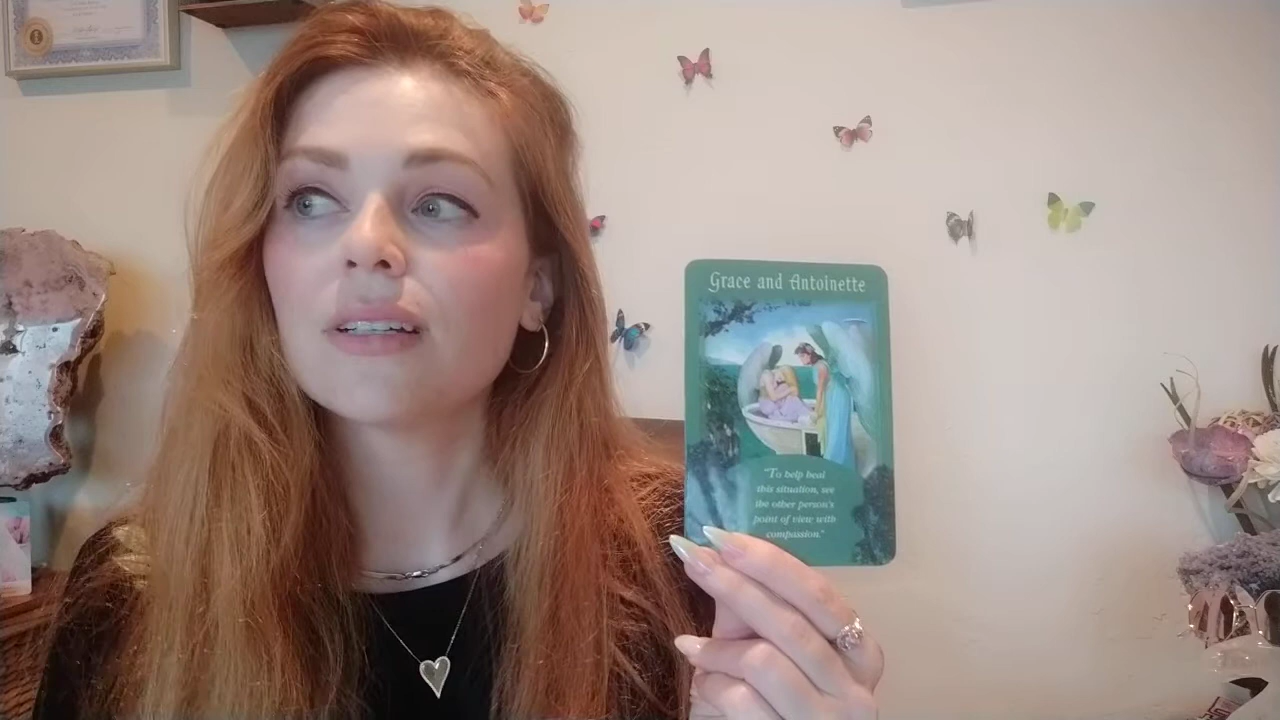 Grace and Antoinette
"To help heal
this situation, see
the other person's
point of view with
compassion."